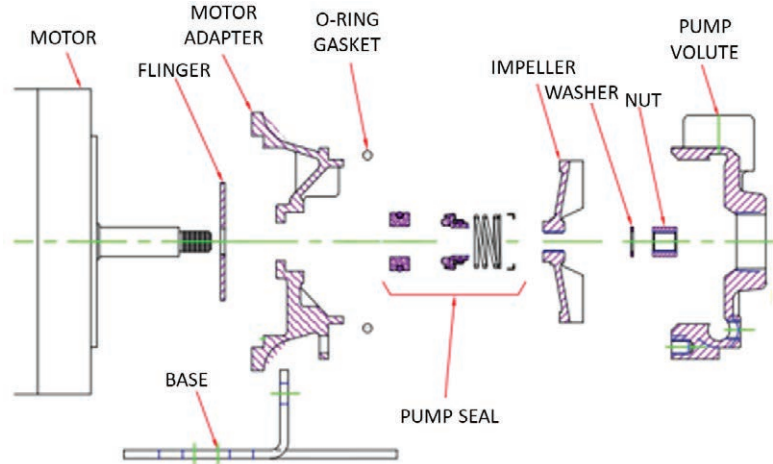 MOTOR
FLINGER
MOTOR
ADAPTER
O-RING
GASKET
IMPELLER
WASHER
NUT
PUMP
VOLUTE
BASE
PUMP SEAL